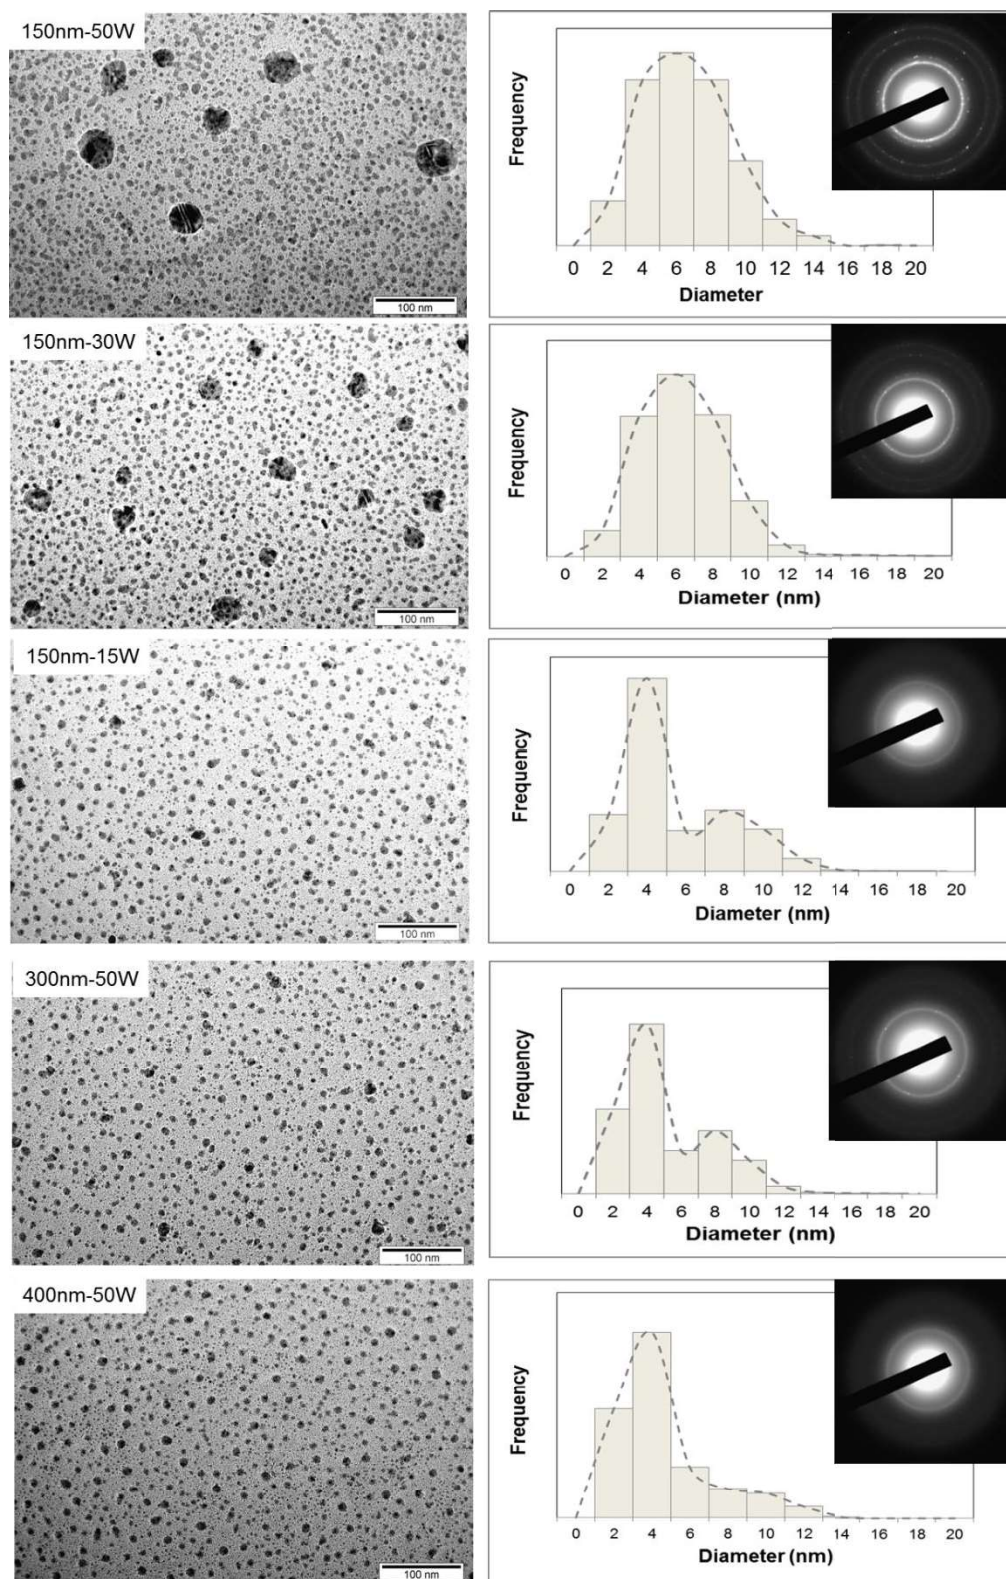 150nm-50W
100 nm
Frequency
0 2 4 6 8 10 12 14 16 18 20
Diameter
150nm-30W
100 nm
Frequency
0 2 4 6 8 10 12 13 14 16 18 20
Diameter (nm)
150nm-15W
100 nm
Frequency
0 2 4 6 8 10 12 14 16 18 20
Diameter (nm)
300nm-50W
100 nm
Frequency
0 2 4 6 8 10 12 14 16 18 20
Diameter (nm)
400nm-50W
100 nm
Frequency
0 2 4 6 8 10 12 14 16 18 20
Diameter (nm)